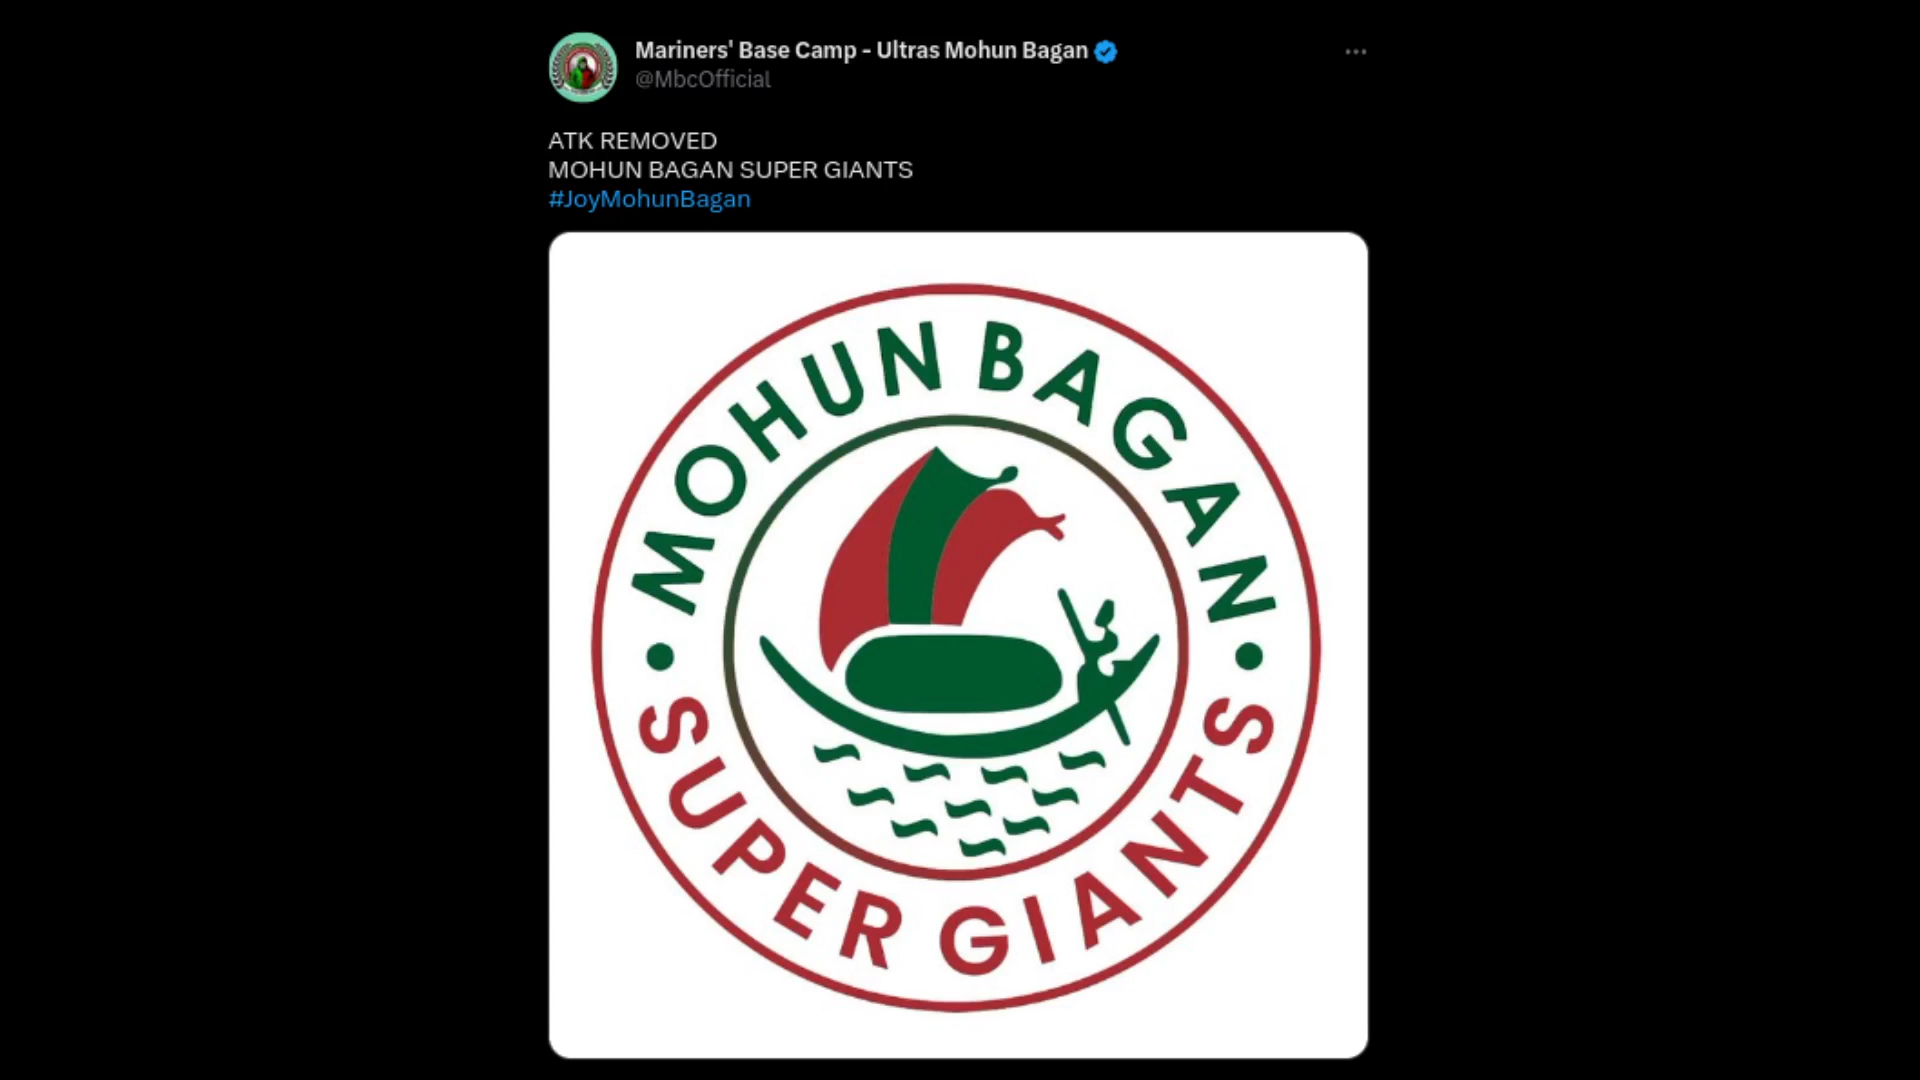 Mariners' Base Camp - Ultras Mohun Bagan
@MbcOfficial
ATK REMOVED
MOHUN BAGAN SUPER GIANTS
#JoyMohunBagan
MOHUN BAGAN
SUPER GIANTS